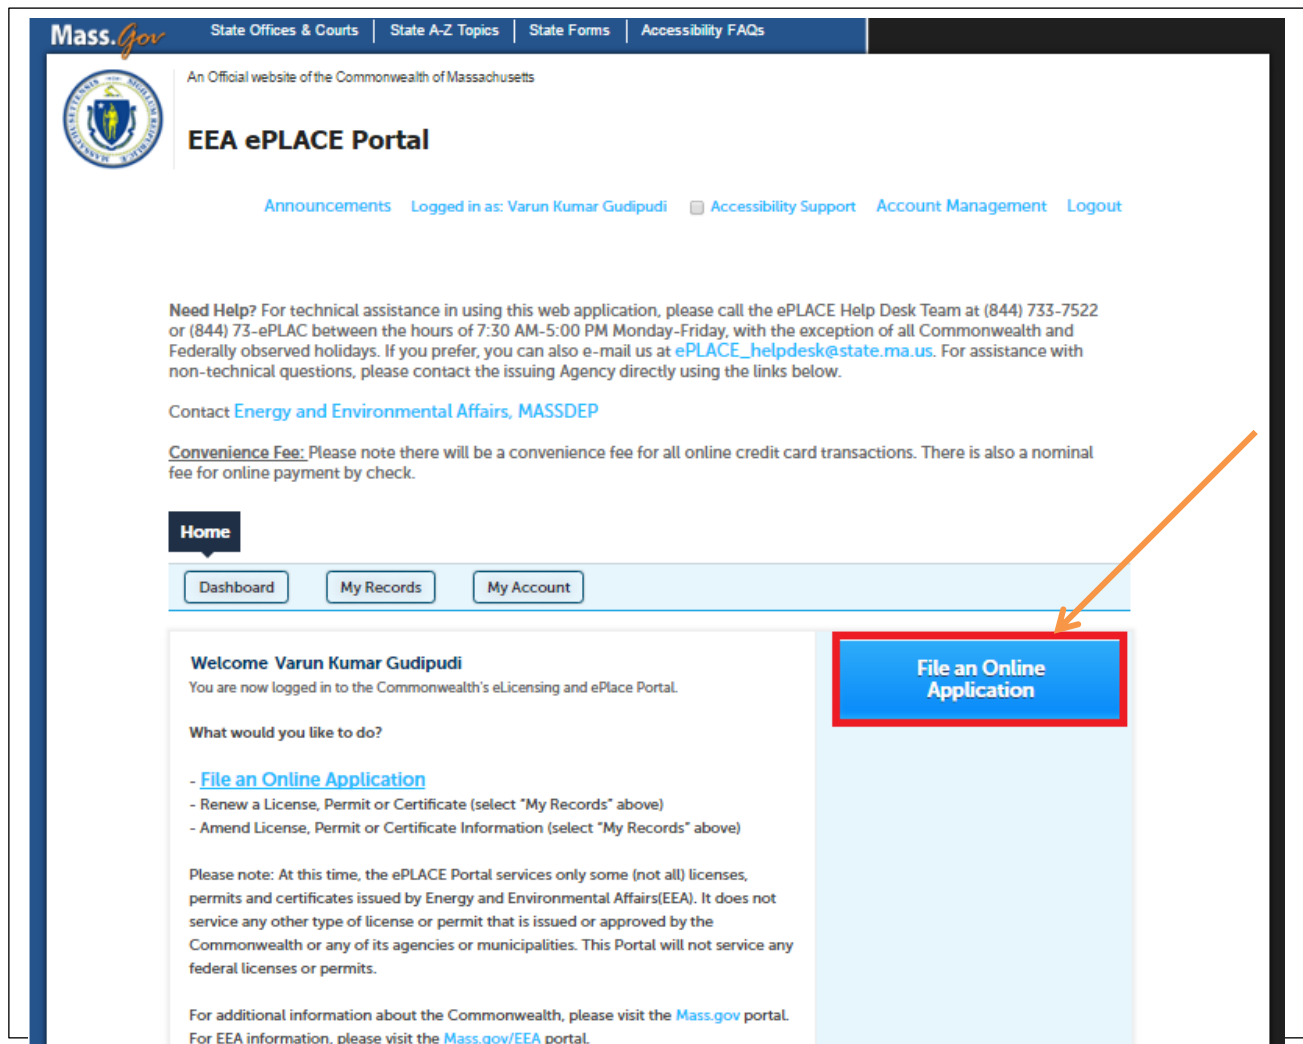 Mass.Gov
State Offices & Courts
State A-Z Topics
State Forms
Accessibility FAQs
An Official website of the Commonwealth of Massachusetts
EEA ePLACE Portal
Announcements
Logged in as: Varun Kumar Gudipudi
Accessibility Support
Account Management
Logout
Need Help? For technical assistance in using this web application, please call the ePLACE Help Desk Team at (844) 733-7522
or (844) 73-ePLAC between the hours of 7:30 AM-5:00 PM Monday-Friday, with the exception of all Commonwealth and
Federally observed holidays. If you prefer, you can also e-mail us at ePLACE_helpdesk@state.ma.us. For assistance with
non-technical questions, please contact the issuing Agency directly using the links below.
Contact Energy and Environmental Affairs, MASSDEP
Convenience Fee: Please note there will be a convenience fee for all online credit card transactions. There is also a nominal
fee for online payment by check.
Home
Dashboard
My Records
My Account
Welcome Varun Kumar Gudipudi
You are now logged in to the Commonwealth's eLicensing and ePlace Portal.
What would you like to do?
- File an Online Application
- Renew a License, Permit or Certificate (select "My Records" above)
- Amend License, Permit or Certificate Information (select "My Records" above)
Please note: At this time, the ePLACE Portal services only some (not all) licenses,
permits and certificates issued by Energy and Environmental Affairs(EEA). It does not
service any other type of license or permit that is issued or approved by the
Commonwealth or any of its agencies or municipalities. This Portal will not service any
federal licenses or permits.
For additional information about the Commonwealth, please visit the Mass.gov portal.
For EEA information, please visit the Mass.gov/EEA portal.
File an Online
Application